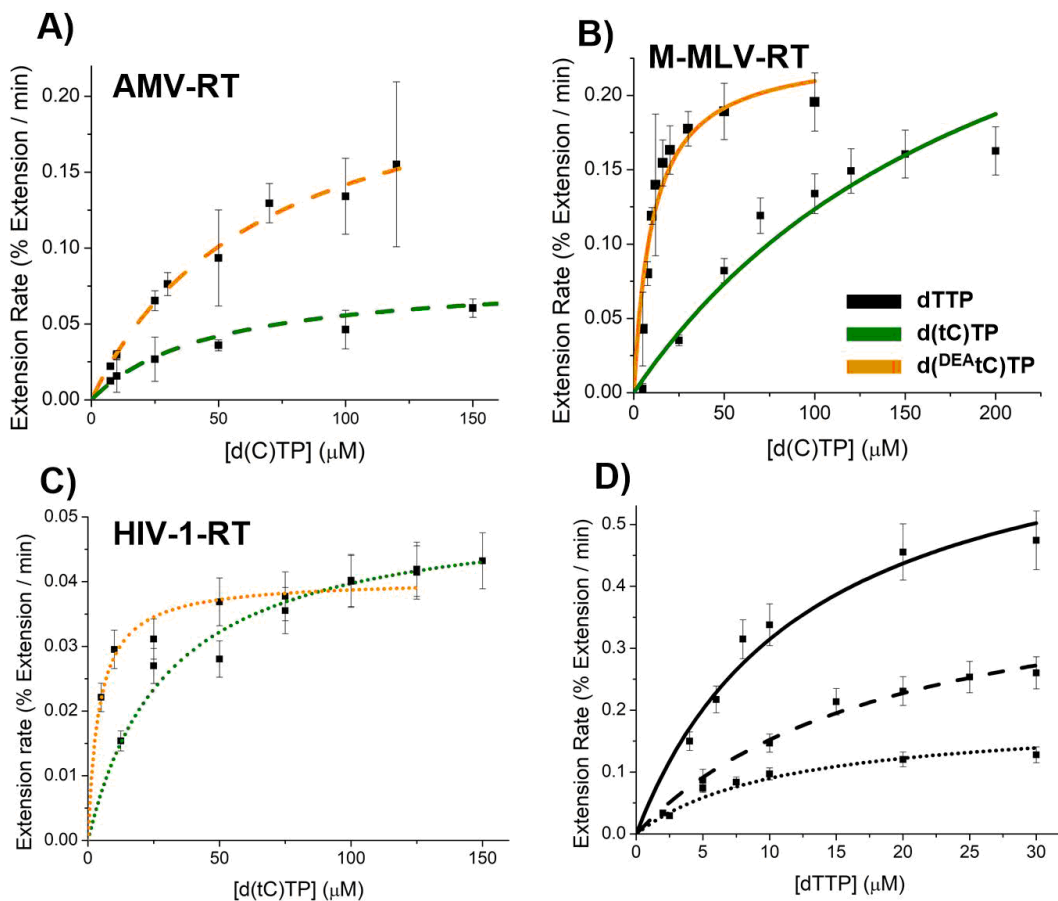 A)
AMV-RT
Extension Rate (% Extension / min)
0.20
0.15
0.10
0.05
0.00
0
50
100
150
[d(C)TP] (μM)
B)
M-MLV-RT
Extension Rate (% Extension / min)
0.20
0.15
0.10
0.05
0.00
0
50
100
150
200
[d(C)TP] (μM)
dTTP
d(tC)TP
d(ᴰᴱᴬtC)TP
C)
HIV-1-RT
Extension rate (% Extension / min)
0.05
0.04
0.03
0.02
0.01
0.00
0
50
100
150
[d(tC)TP] (μM)
D)
Extension Rate (% Extension / min)
0.5
0.4
0.3
0.2
0.1
0.0
0
5
10
15
20
25
30
[dTTP] (μM)